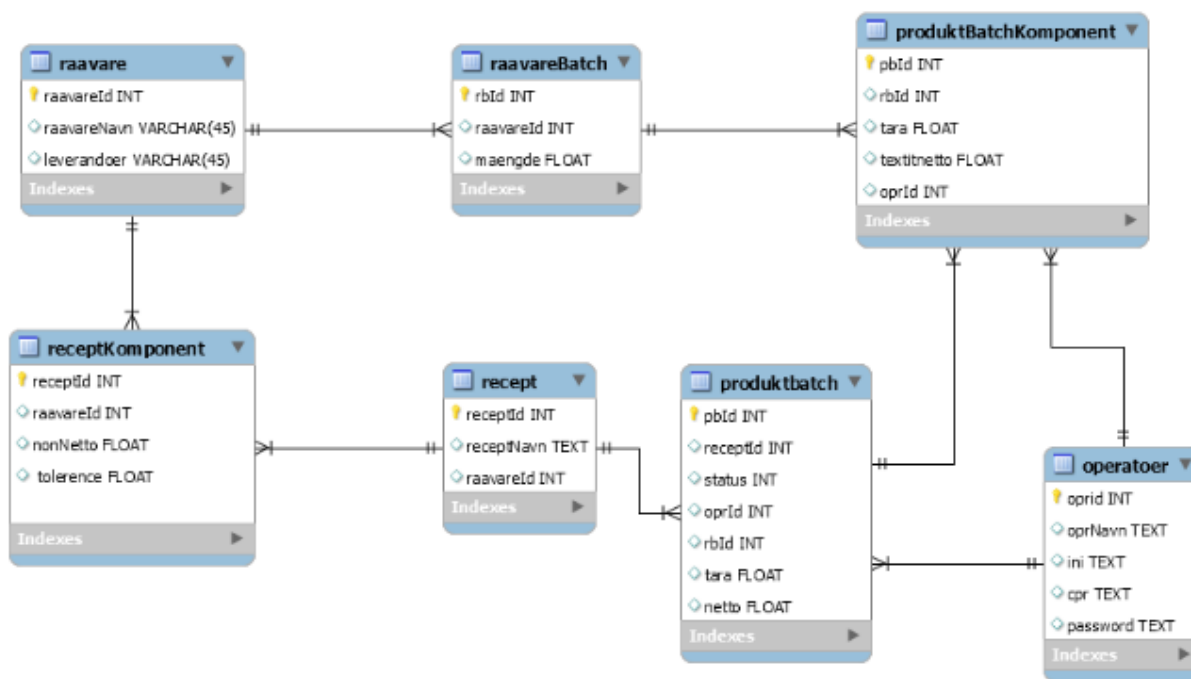 raavare
raavareId INT
raavareNavn VARCHAR(45)
leverandoer VARCHAR(45)
Indexes
raavareBatch
rbId INT
raavareId INT
maengde FLOAT
Indexes
produktBatchKomponent
pbId INT
rbId INT
tara FLOAT
textitnetto FLOAT
oprId INT
Indexes
receptKomponent
receptId INT
raavareId INT
nonNetto FLOAT
tolerence FLOAT
Indexes
recept
receptId INT
receptNavn TEXT
raavareId INT
Indexes
produktbatch
pbId INT
receptId INT
status INT
oprId INT
rbId INT
tara FLOAT
netto FLOAT
Indexes
operatoer
oprid INT
oprNavn TEXT
ini TEXT
cpr TEXT
password TEXT
Indexes